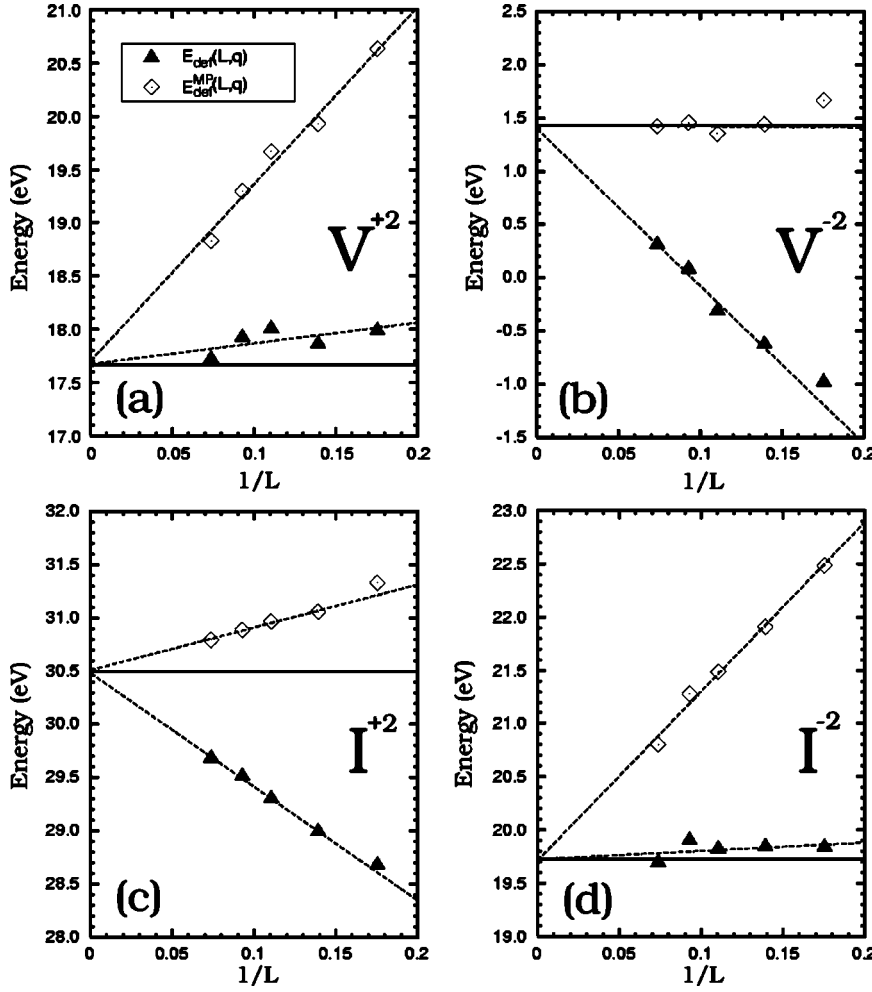 21.0
20.5
20.0
19.5
19.0
18.5
18.0
17.5
17.0
Energy (eV)
E_def(L,q)
E_def^MP(L,q)
V^+2
(a)
0 0.05 0.1 0.15 0.2
1/L
2.5
2.0
1.5
1.0
0.5
0.0
-0.5
-1.0
-1.5
Energy (eV)
V^-2
(b)
0 0.05 0.1 0.15 0.2
1/L
32.0
31.5
31.0
30.5
30.0
29.5
29.0
28.5
28.0
Energy (eV)
I^+2
(c)
0 0.05 0.1 0.15 0.2
1/L
23.0
22.5
22.0
21.5
21.0
20.5
20.0
19.5
19.0
Energy (eV)
I^-2
(d)
0 0.05 0.1 0.15 0.2
1/L